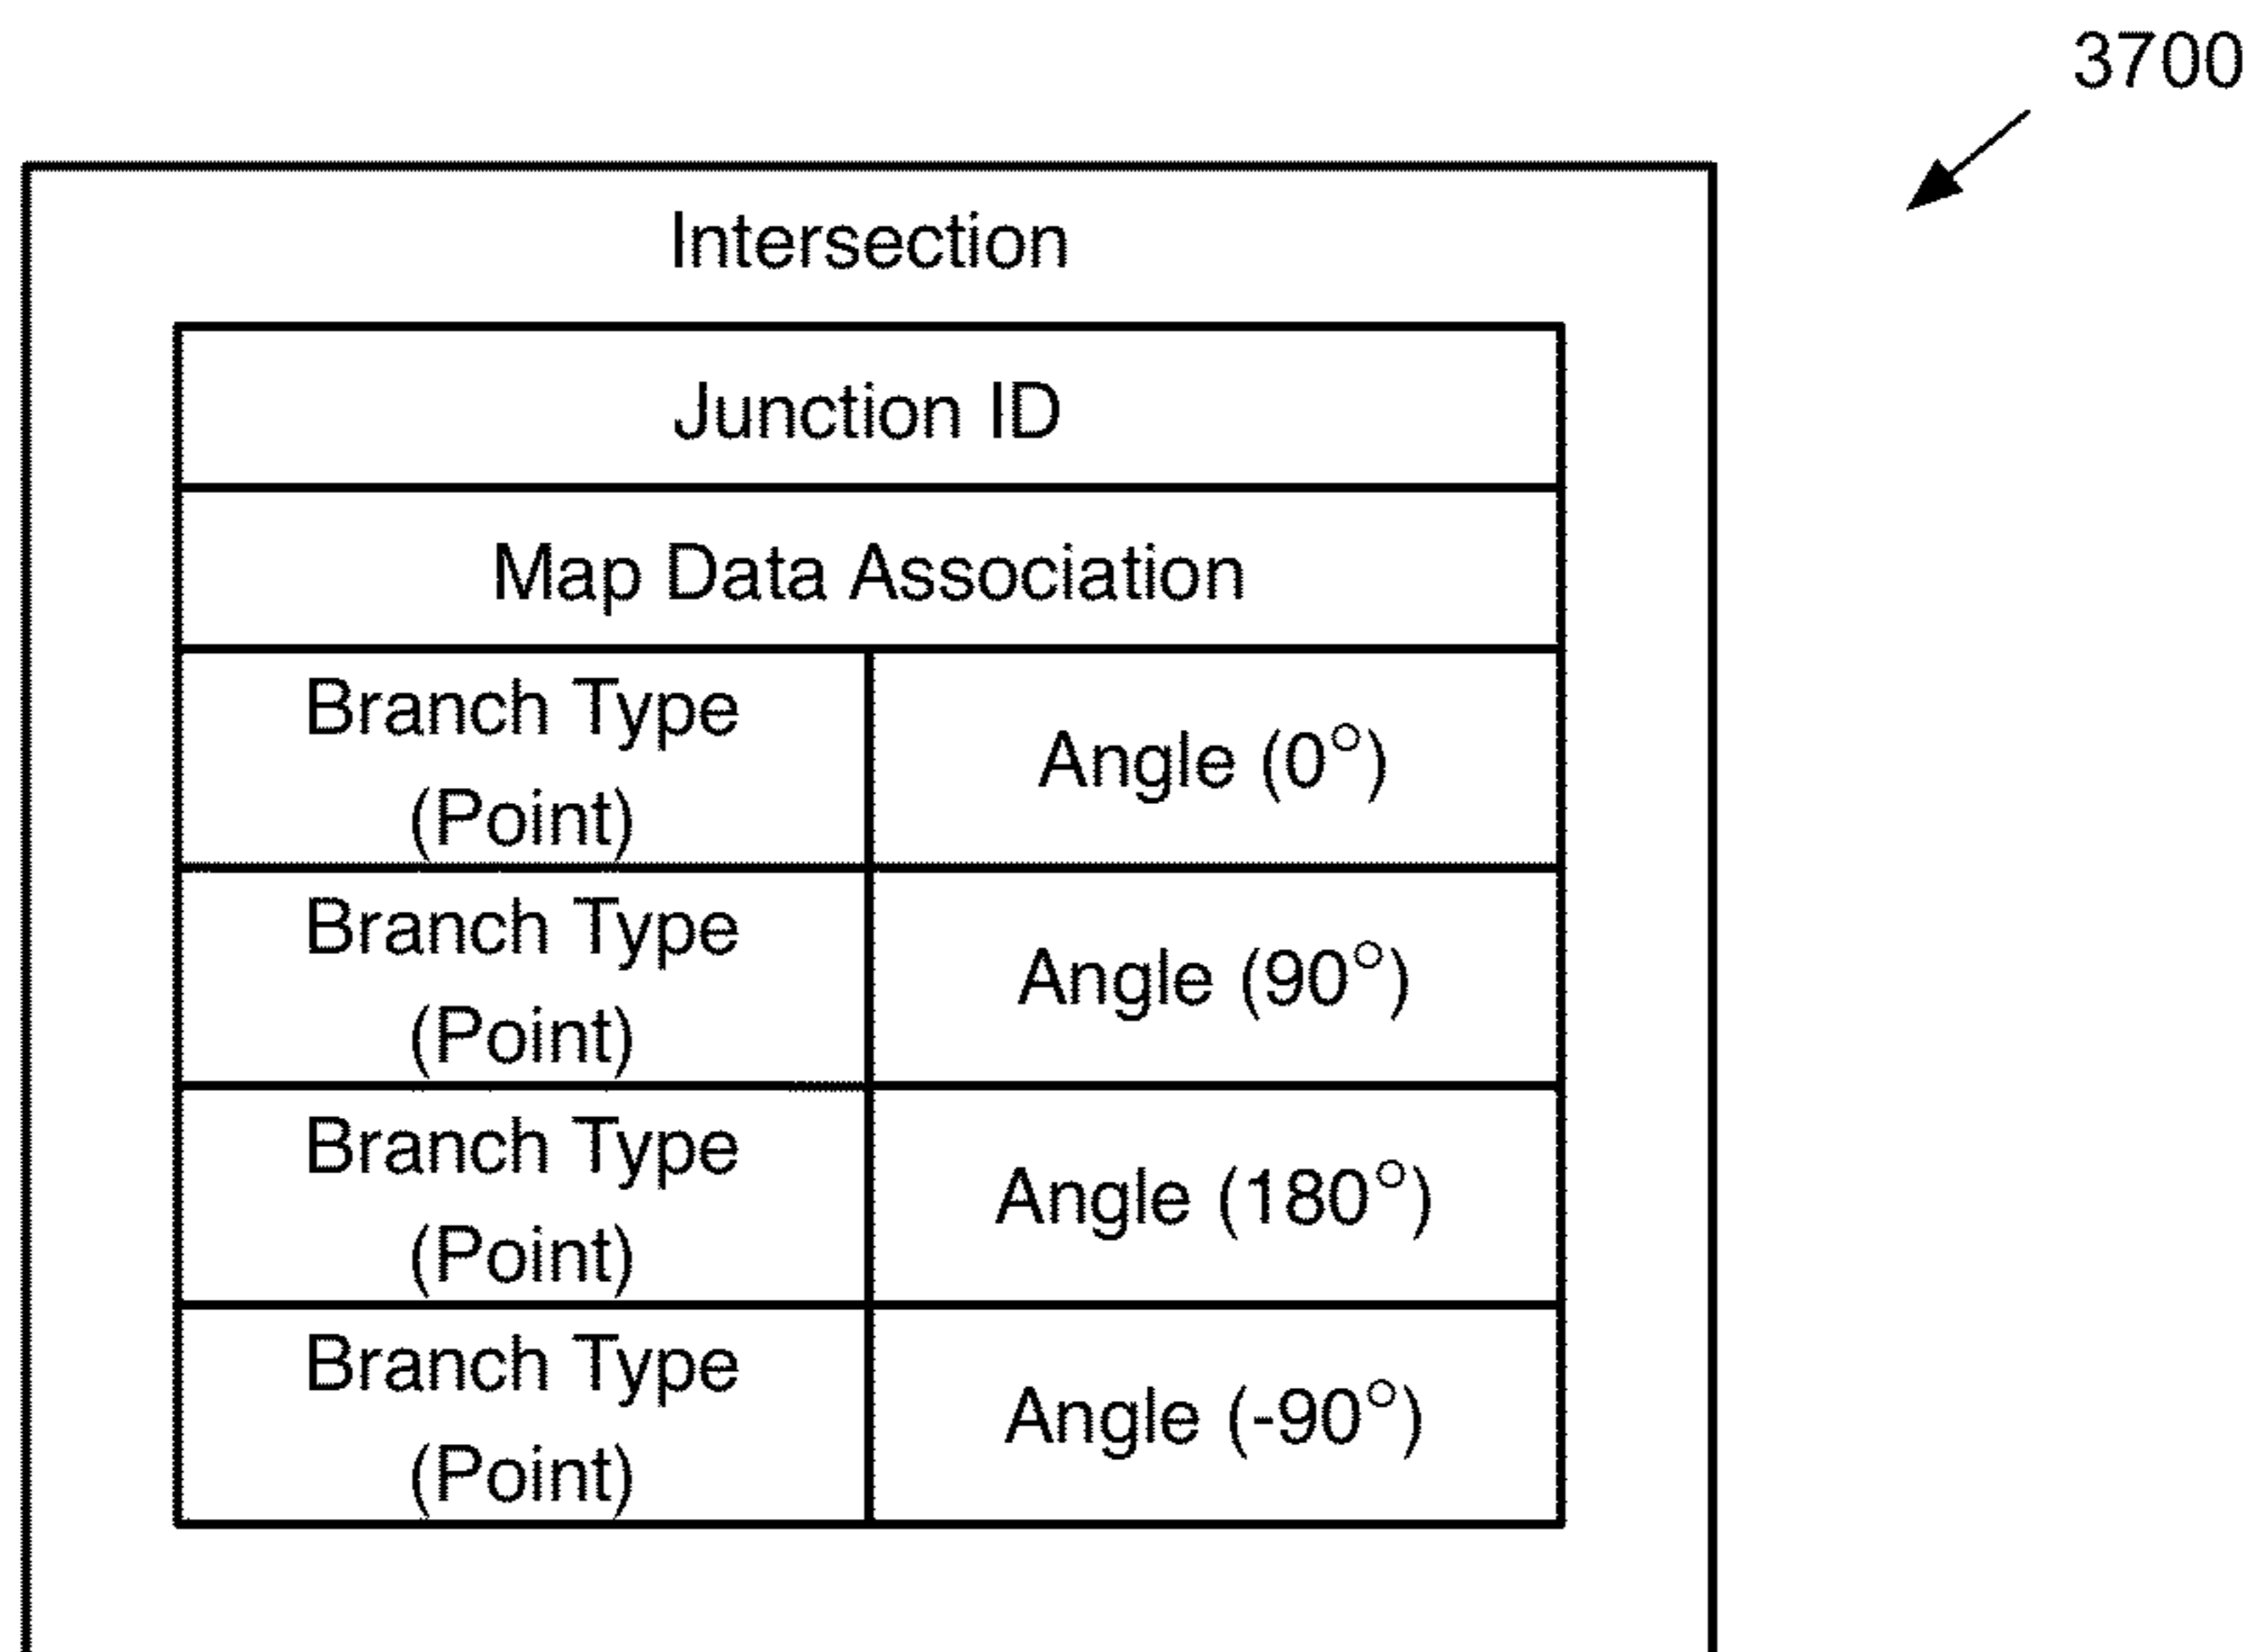 3700
Intersection
Junction ID
Map Data Association
Branch Type
(Point)
Angle (0°)
Branch Type
(Point)
Angle (90°)
Branch Type
(Point)
Angle (180°)
Branch Type
(Point)
Angle (-90°)